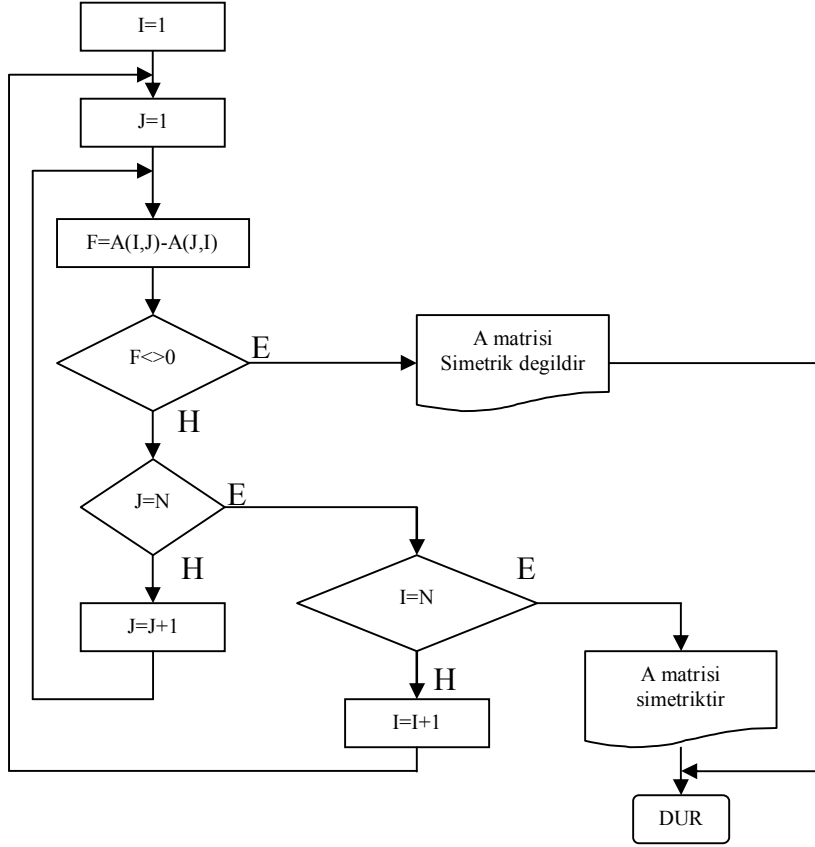 I=1
J=1
F=A(I,J)-A(J,I)
F<>0
E
A matrisi
Simetrik degildir
H
J=N
E
H
E
I=N
J=J+1
H
A matrisi
simetriktir
I=I+1
DUR